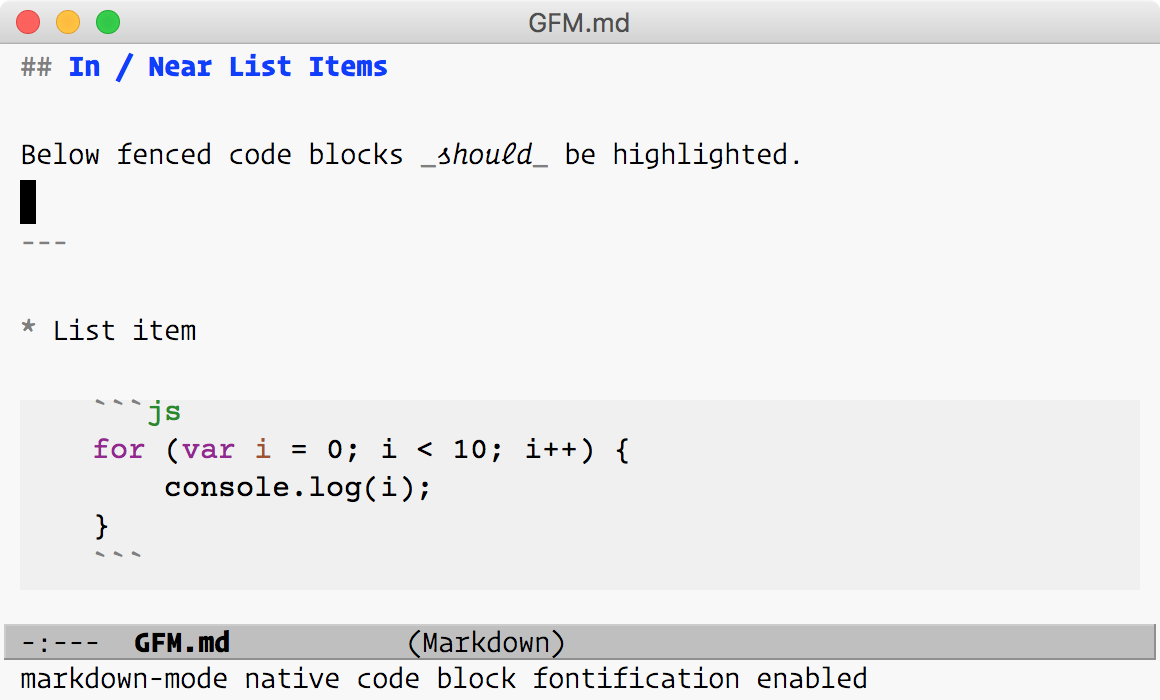 GFM.md
## In / Near List Items
Below fenced code blocks _should_ be highlighted.
---
* List item
```js
for (var i = 0; i < 10; i++) {
    console.log(i);
}
```
-:---  GFM.md          (Markdown)
markdown-mode native code block fontification enabled